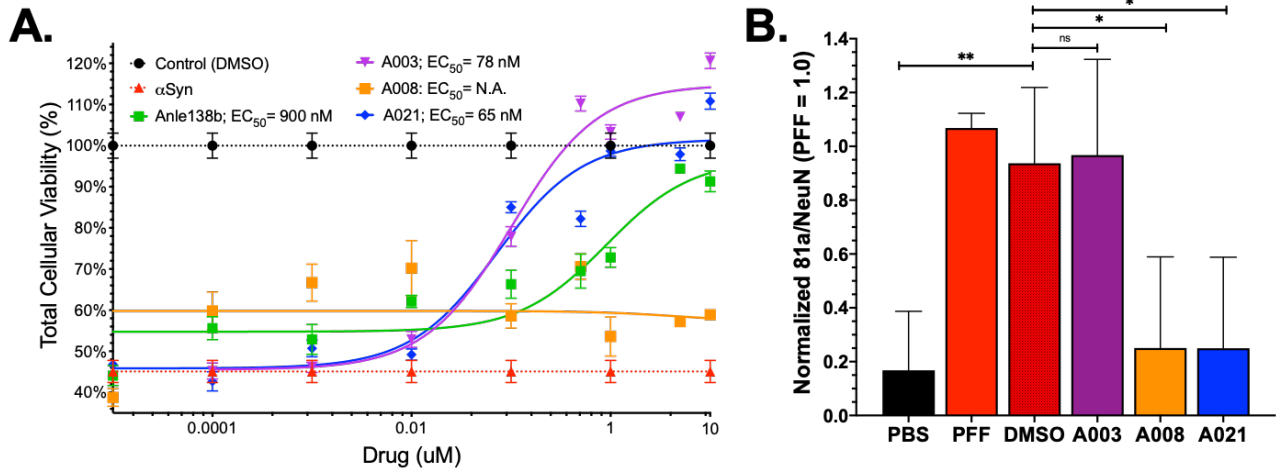 A.
120%
110%
100%
90%
80%
70%
60%
50%
40%
Total Cellular Viability (%)
Control (DMSO)
αSyn
Anle138b; EC50= 900 nM
A003; EC50= 78 nM
A008: EC50= N.A.
A021; EC50= 65 nM
0.0001
0.01
1
10
Drug (uM)
B.
*
*
ns
**
1.4
1.2
1.0
0.8
0.6
0.4
0.2
0.0
Normalized 81a/NeuN (PFF = 1.0)
PBS PFF DMSO A003 A008 A021